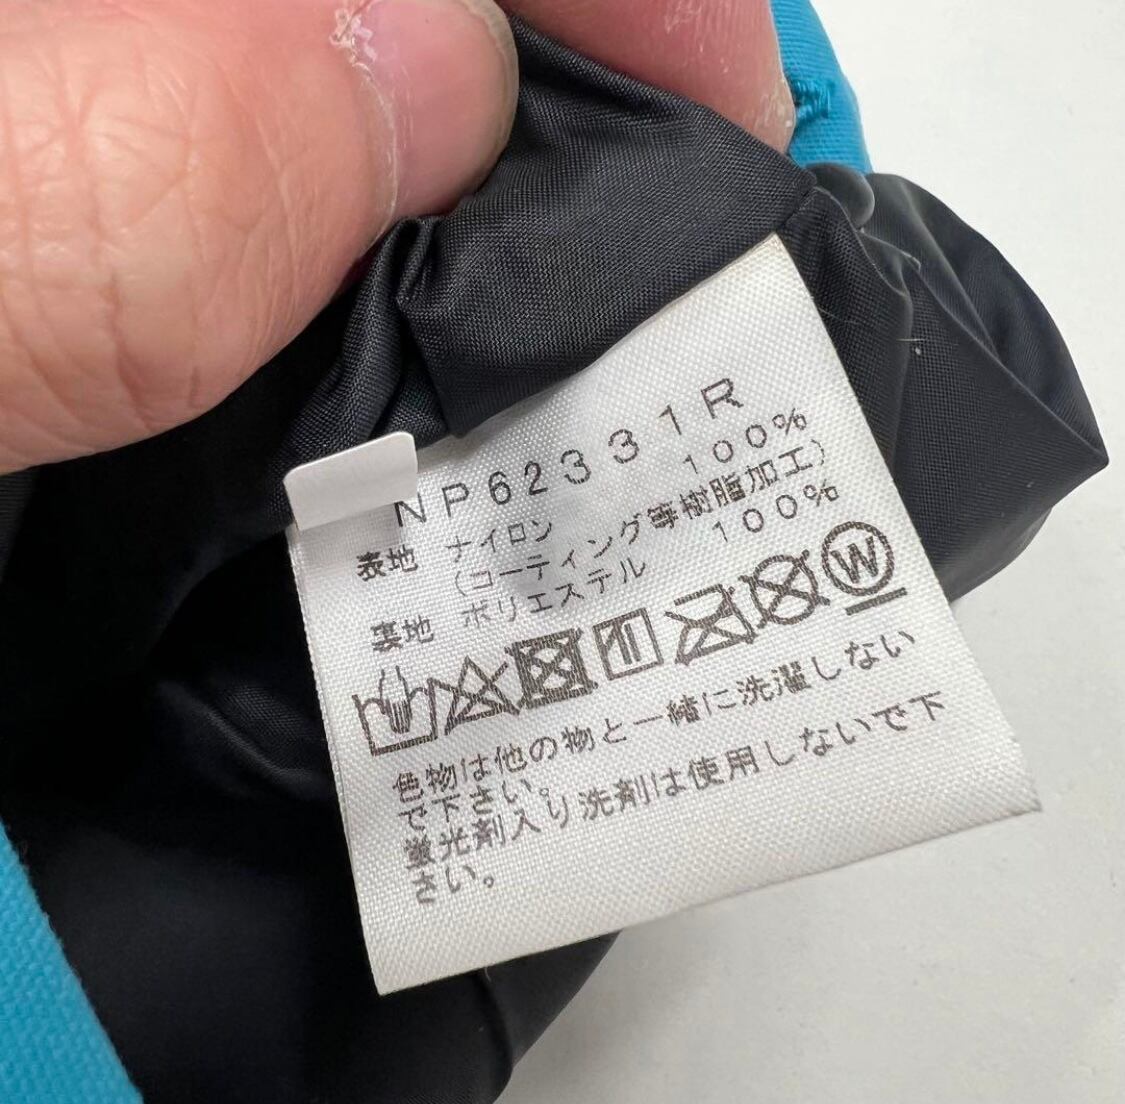 NP62331R
表地 ナイロン 100%
(コーティング等樹脂加工)
裏地 ポリエステル 100%
W
色物は他の物と一緒に洗濯しない
で下さい。
蛍光剤入り洗剤は使用しないで下
さい。